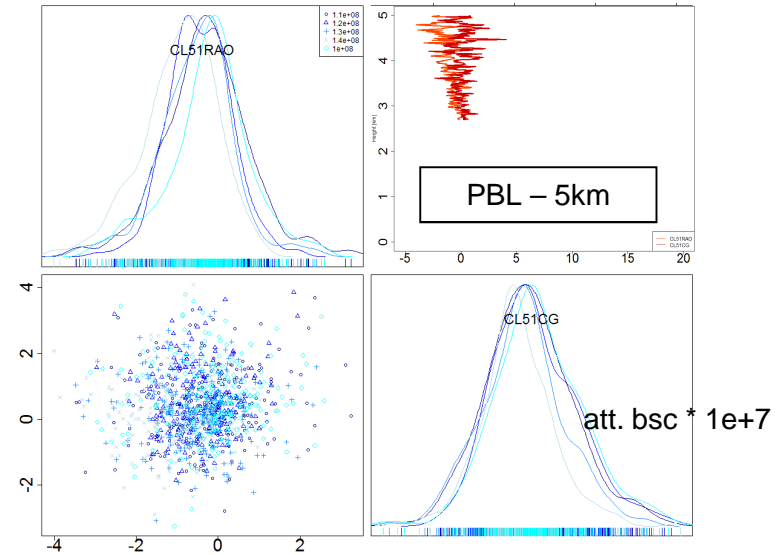 CL51RAO
1.1e+08
1.2e+08
1.3e+08
1.4e+08
1e+08
5
4
3
2
1
0
Height [km]
PBL – 5km
CL51RAO
CL51CG
-5 0 5 10 15 20
4
2
0
-2
-4 -2 0 2
CL51CG
att. bsc * 1e+7